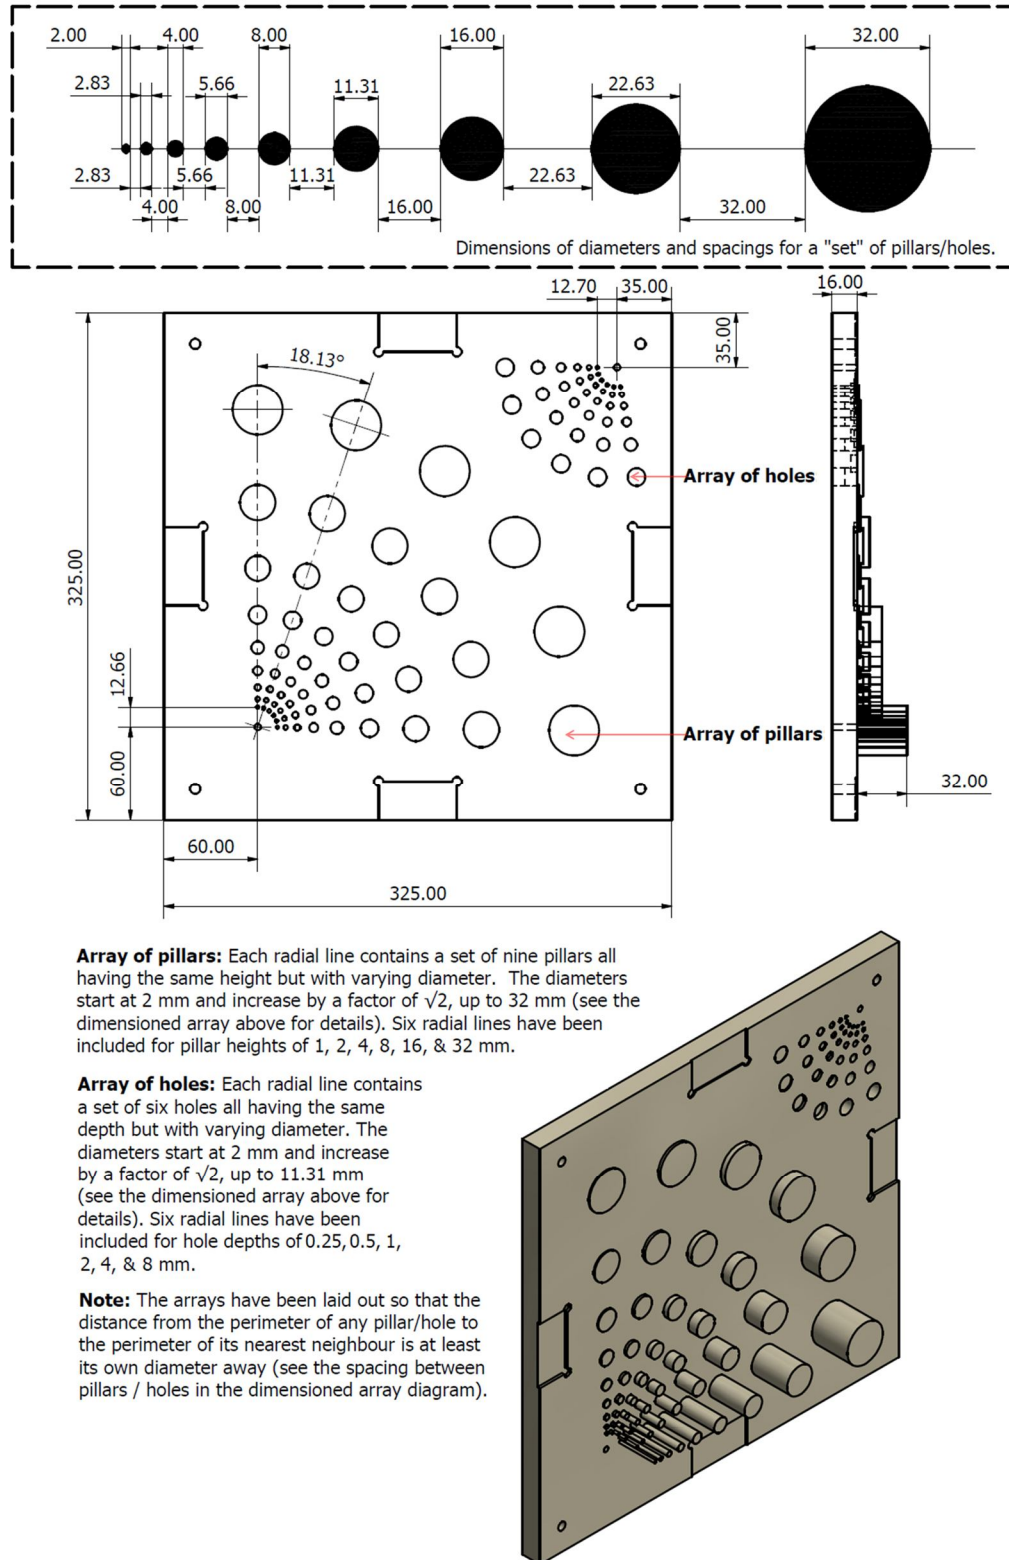 2.00 4.00 8.00 16.00 32.00
2.83 5.66 11.31 22.63
2.83 5.66 11.31 22.63
4.00 8.00 16.00 32.00
Dimensions of diameters and spacings for a "set" of pillars/holes.
12.70 35.00 16.00
35.00
18.13°
Array of holes
325.00
12.66
Array of pillars
60.00
32.00
60.00
325.00
Array of pillars: Each radial line contains a set of nine pillars all
having the same height but with varying diameter. The diameters
start at 2 mm and increase by a factor of √2, up to 32 mm (see the
dimensioned array above for details). Six radial lines have been
included for pillar heights of 1, 2, 4, 8, 16, & 32 mm.
Array of holes: Each radial line contains
a set of six holes all having the same
depth but with varying diameter. The
diameters start at 2 mm and increase
by a factor of √2, up to 11.31 mm
(see the dimensioned array above for
details). Six radial lines have been
included for hole depths of 0.25, 0.5, 1,
2, 4, & 8 mm.
Note: The arrays have been laid out so that the
distance from the perimeter of any pillar/hole to
the perimeter of its nearest neighbour is at least
its own diameter away (see the spacing between
pillars / holes in the dimensioned array diagram).